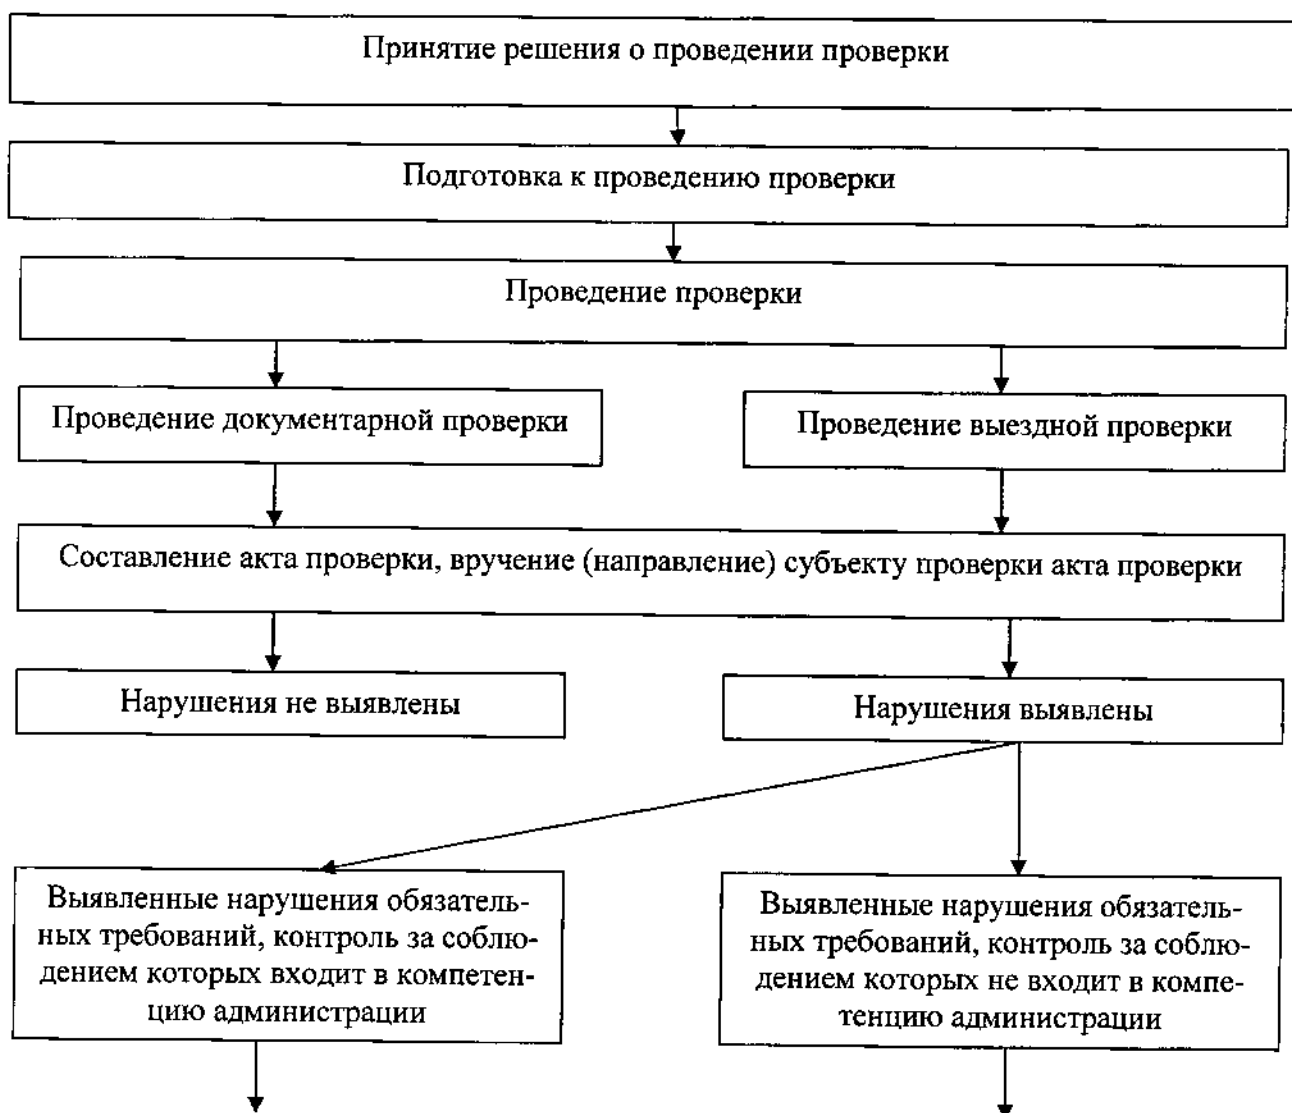 Принятие решения о проведении проверки
Подготовка к проведению проверки
Проведение проверки
Проведение документарной проверки
Проведение выездной проверки
Составление акта проверки, вручение (направление) субъекту проверки акта проверки
Нарушения не выявлены
Нарушения выявлены
Выявленные нарушения обязатель-
ных требований, контроль за соблю-
дением которых входит в компетен-
цию администрации
Выявленные нарушения обязатель-
ных требований, контроль за соблю-
дением которых не входит в компе-
тенцию администрации